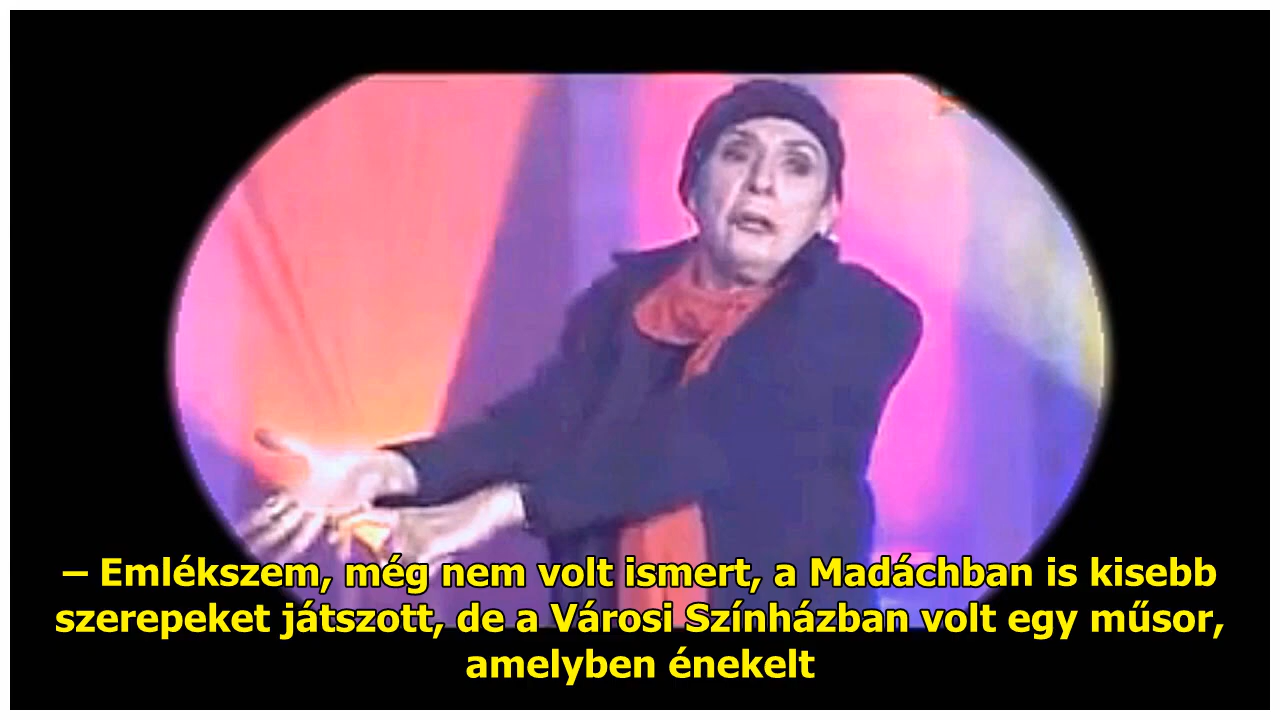 – Emlékszem, még nem volt ismert, a Madáchban is kisebb
szerepeket játszott, de a Városi Színházban volt egy műsor,
amelyben énekelt